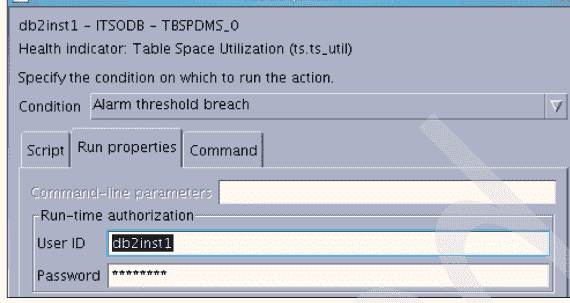 db2inst1 - ITSODB - TBSPDMS_0
Health indicator: Table Space Utilization (ts.ts_util)
Specify the condition on which to run the action.
Condition Alarm threshold breach
Script Run properties Command
Command-line parameters
Run-time authorization
User ID db2inst1
Password ********